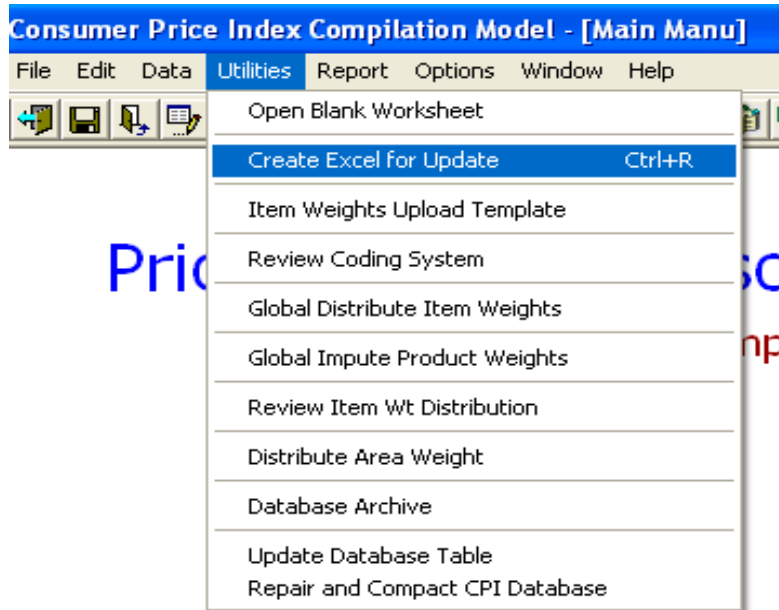 Consumer Price Index Compilation Model - [Main Manu]
File Edit Data Utilities Report Options Window Help
Open Blank Worksheet
Create Excel for Update Ctrl+R
Item Weights Upload Template
Review Coding System
Global Distribute Item Weights
Global Impute Product Weights
Review Item Wt Distribution
Distribute Area Weight
Database Archive
Update Database Table
Repair and Compact CPI Database